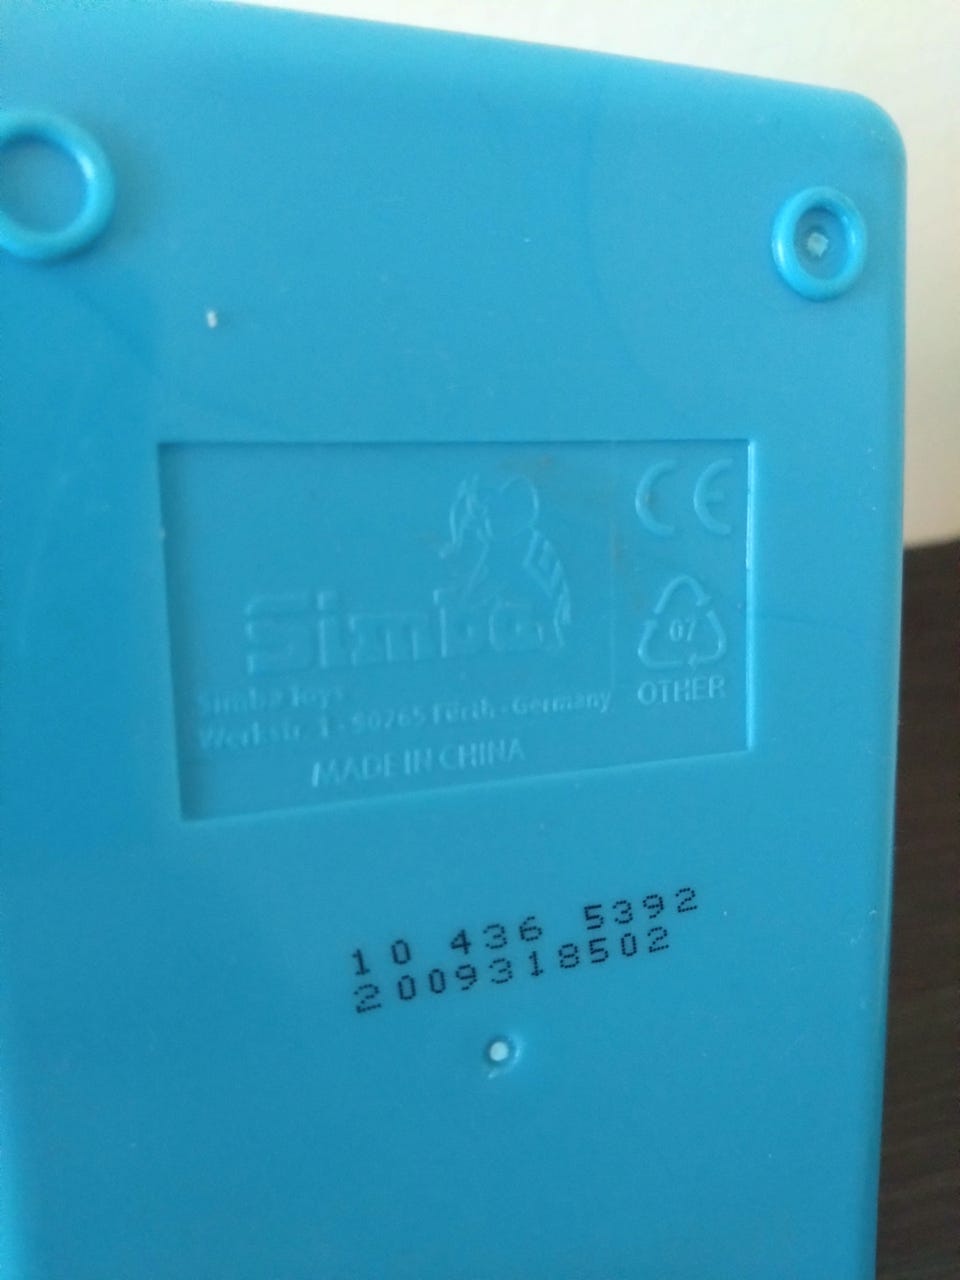 CE
Simba
07
OTHER
Simba Toys
Werkstr. 1 - 90765 Fürth - Germany
MADE IN CHINA
10 436 5392
2009318502